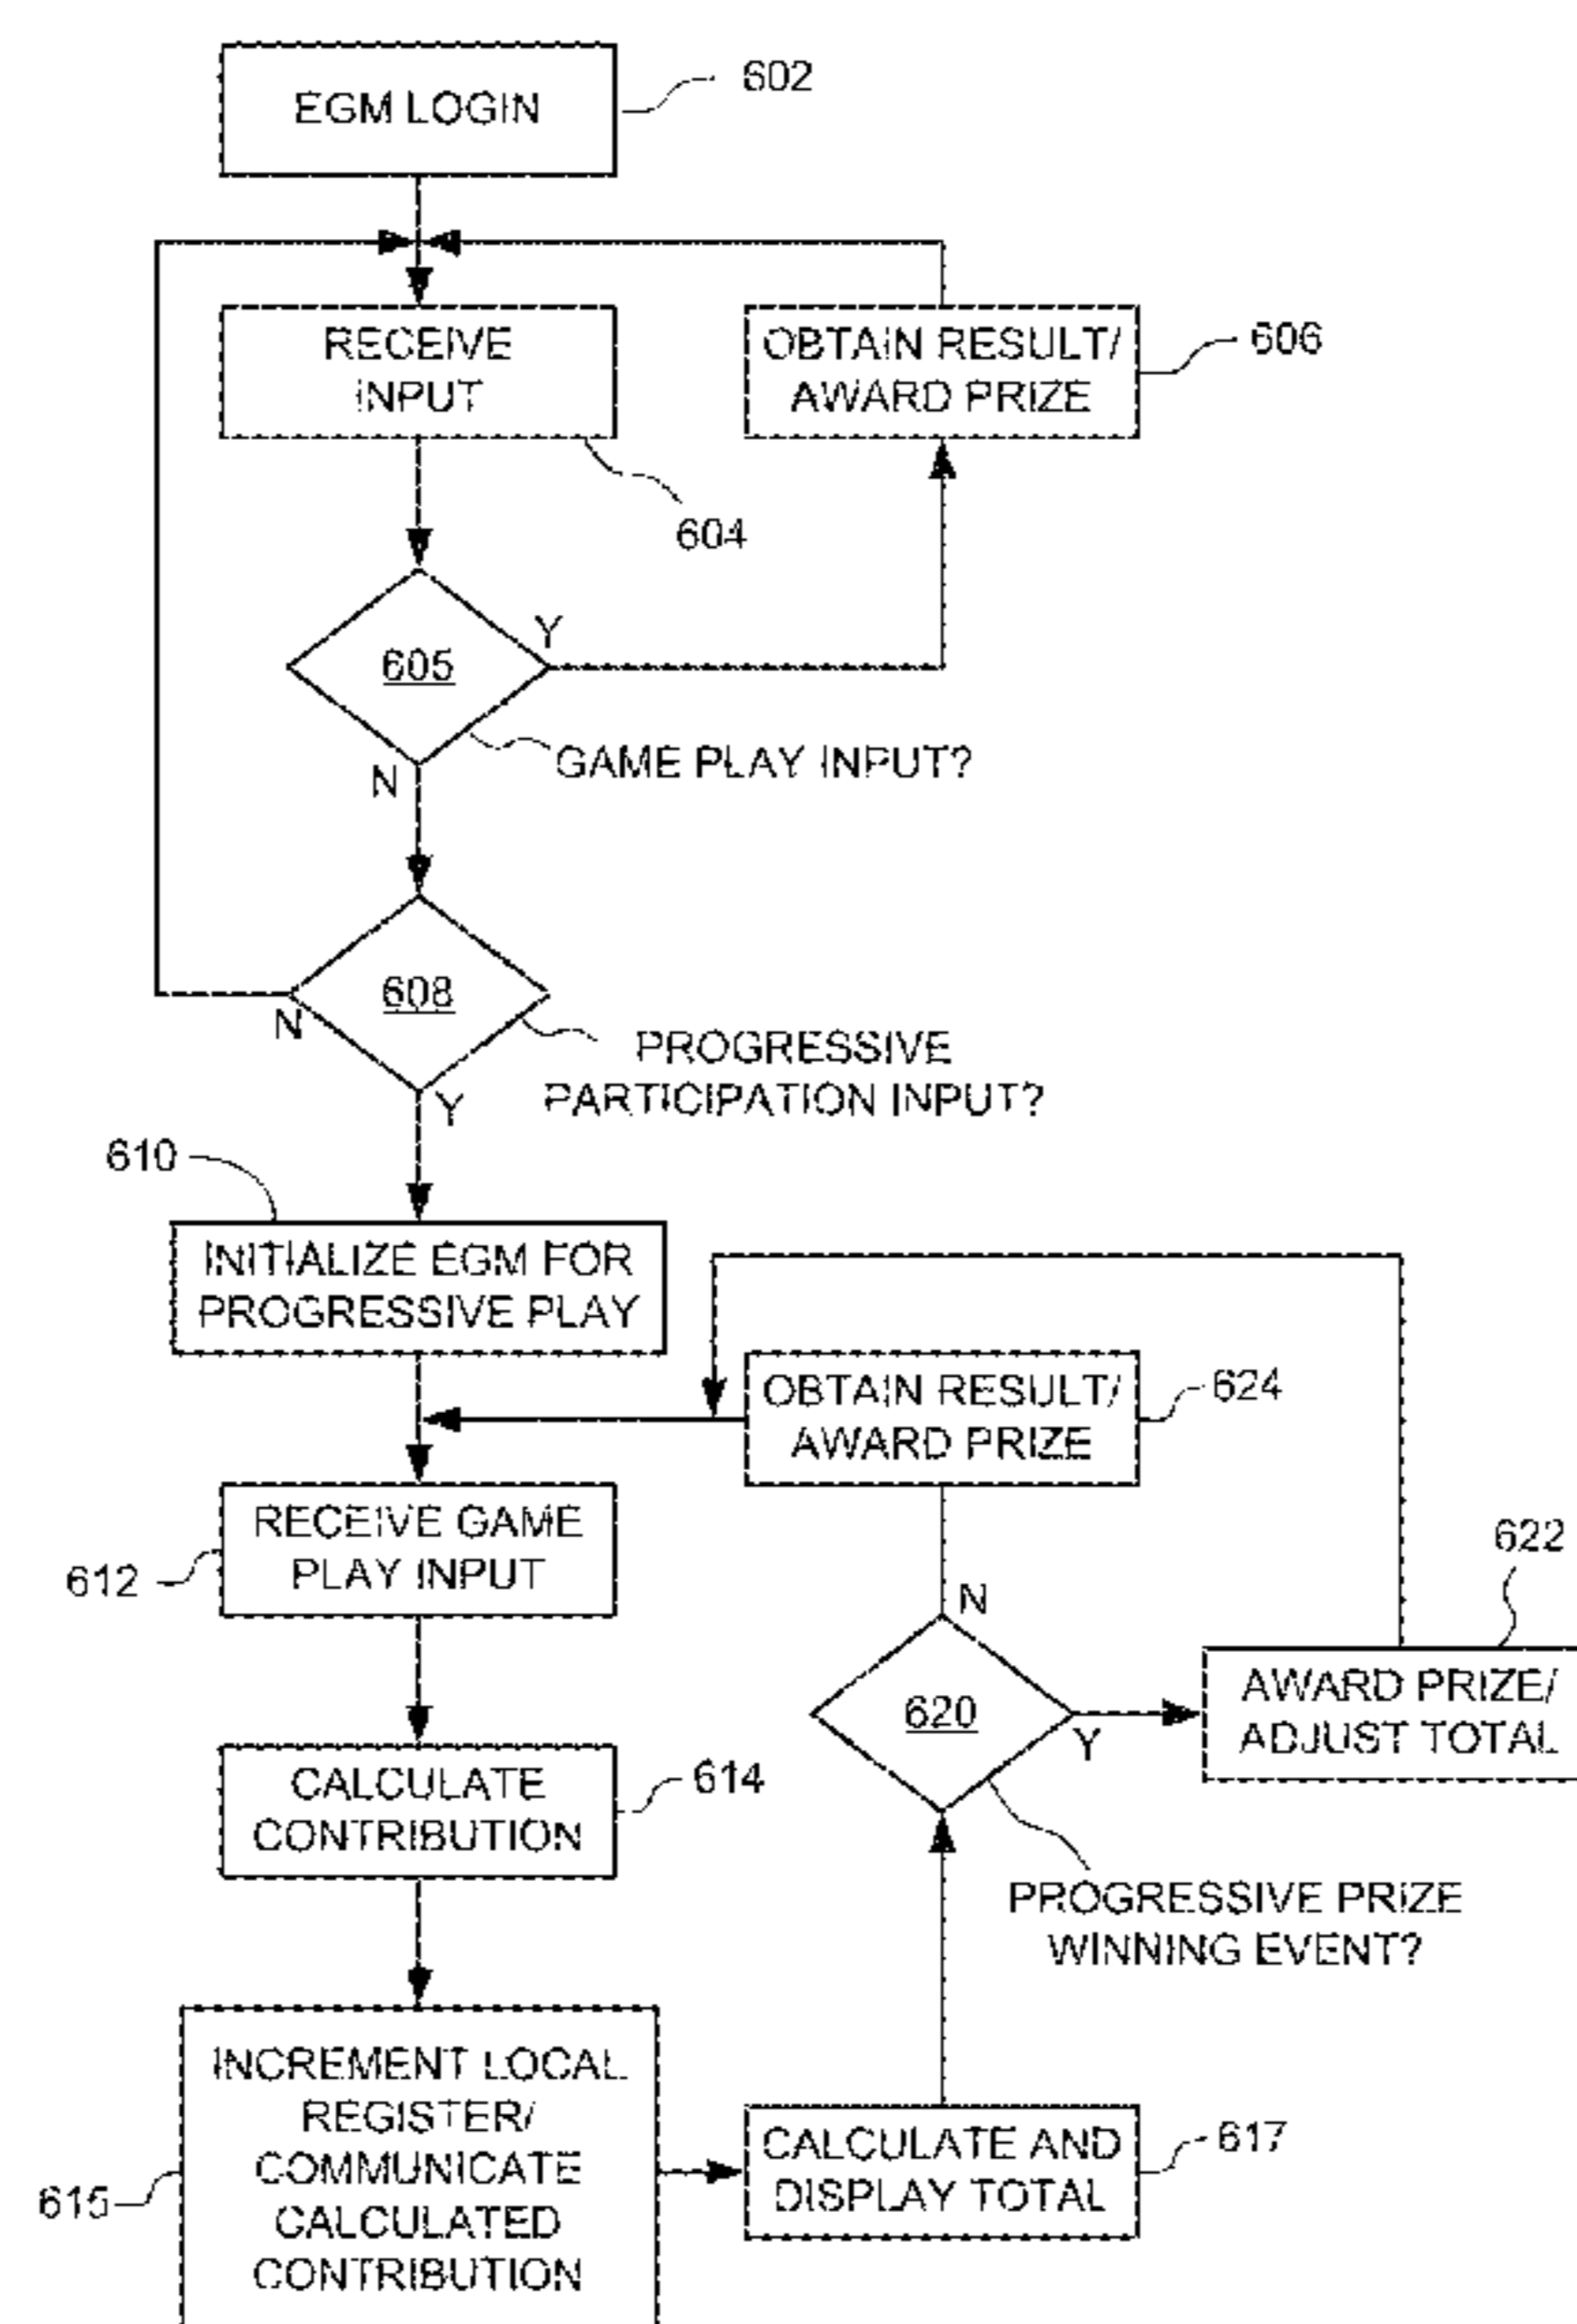 EGM LOGIN
602
RECEIVE
INPUT
604
OBTAIN RESULT/
AWARD PRIZE
606
605
Y
N
GAME PLAY INPUT?
608
N
Y
PROGRESSIVE
PARTICIPATION INPUT?
610
INITIALIZE EGM FOR
PROGRESSIVE PLAY
OBTAIN RESULT/
AWARD PRIZE
624
612
RECEIVE GAME
PLAY INPUT
622
N
620
Y
AWARD PRIZE/
ADJUST TOTAL
CALCULATE
CONTRIBUTION
614
PROGRESSIVE PRIZE
WINNING EVENT?
615
INCREMENT LOCAL
REGISTER/
COMMUNICATE
CALCULATED
CONTRIBUTION
CALCULATE AND
DISPLAY TOTAL
617